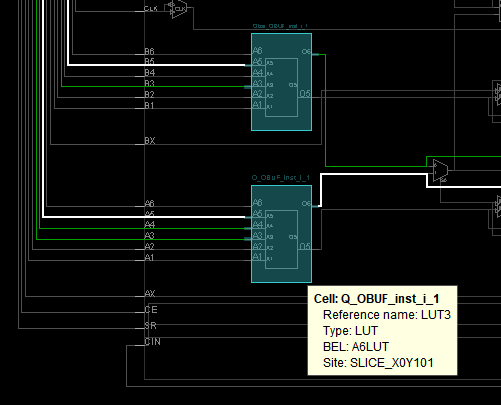 CLK
CLK
Qbar_OBUF_inst_i_1
B6
B5
B4
B3
B2
B1
A6
A5
A4
A3
A2
A1
O6
O5
BX
Q_OBUF_inst_i_1
A6
A5
A4
A3
A2
A1
A6
A5
A4
A3
A2
A1
O6
O5
AX
CE
SR
CIN
Cell: Q_OBUF_inst_i_1
Reference name: LUT3
Type: LUT
BEL: A6LUT
Site: SLICE_X0Y101